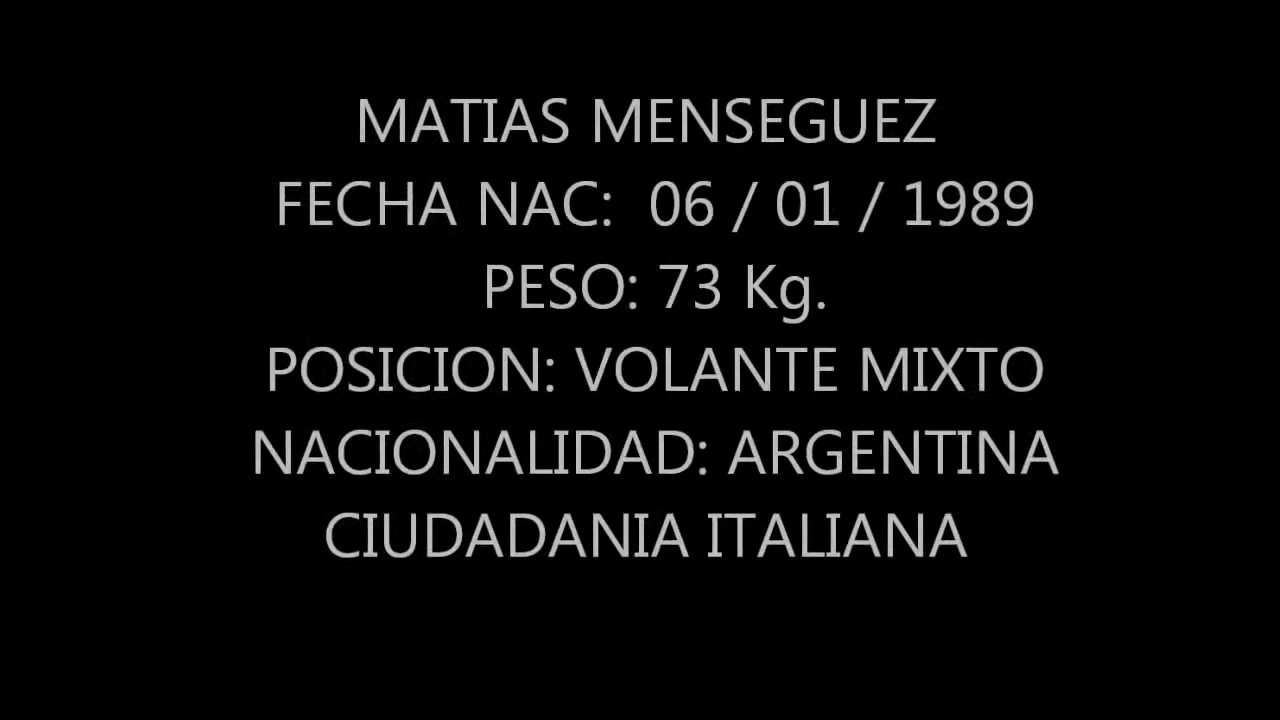 MATIAS MENSEGUEZ
FECHA NAC:  06 / 01 / 1989
PESO: 73 Kg.
POSICION: VOLANTE MIXTO
NACIONALIDAD: ARGENTINA
CIUDADANIA ITALIANA